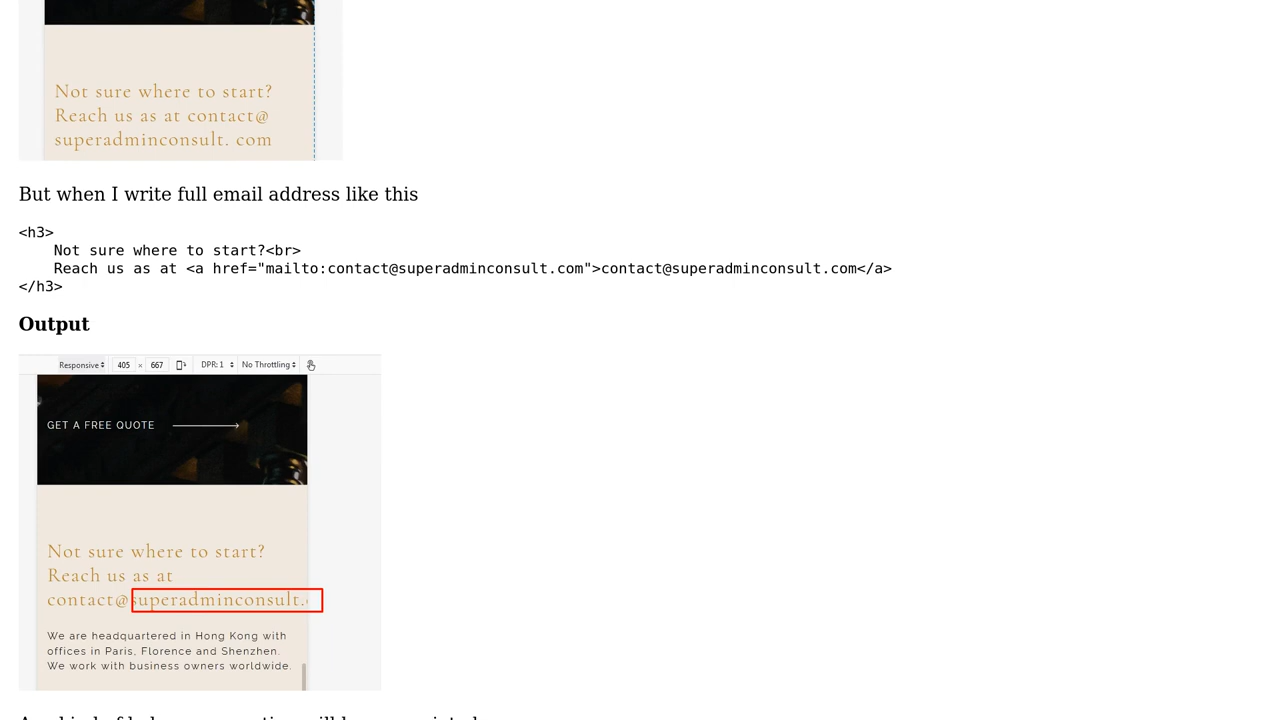 Not sure where to start?
Reach us as at contact@
superadminconsult. com
But when I write full email address like this
<h3>
    Not sure where to start?<br>
    Reach us as at <a href="mailto:contact@superadminconsult.com">contact@superadminconsult.com</a>
</h3>
Output
Responsive 405 × 667 DPR: 1 No Throttling
GET A FREE QUOTE
Not sure where to start?
Reach us as at
contact@superadminconsult.
We are headquartered in Hong Kong with
offices in Paris, Florence and Shenzhen.
We work with business owners worldwide.